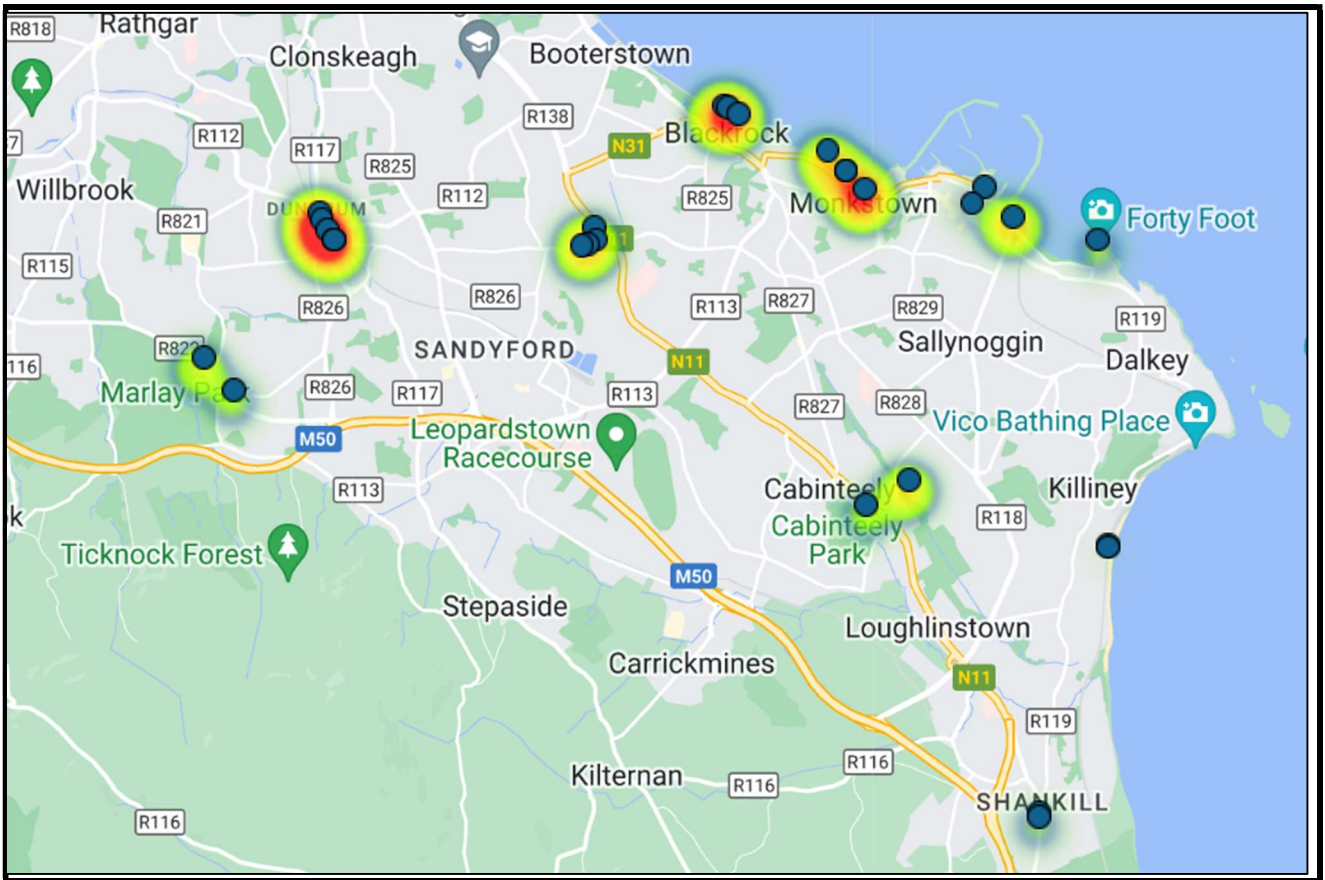 R818
Rathgar
Clonskeagh
Booterstown
R138
R112
R117
N31
Blackrock
R825
Willbrook
R112
R825
Monkstown
R821
Forty Foot
R115
R826
R826
R113
R827
R829
R119
SANDYFORD
Sallynoggin
Dalkey
116
N11
Marlay
R826
R117
R113
R827
R828
Vico Bathing Place
M50
Leopardstown
Racecourse
R113
Cabinteely
Killiney
k
Cabinteely
Park
R118
Ticknock Forest
M50
Stepaside
Loughlinstown
Carrickmines
N11
R119
R116
Kilternan
R116
SHANKILL
R116